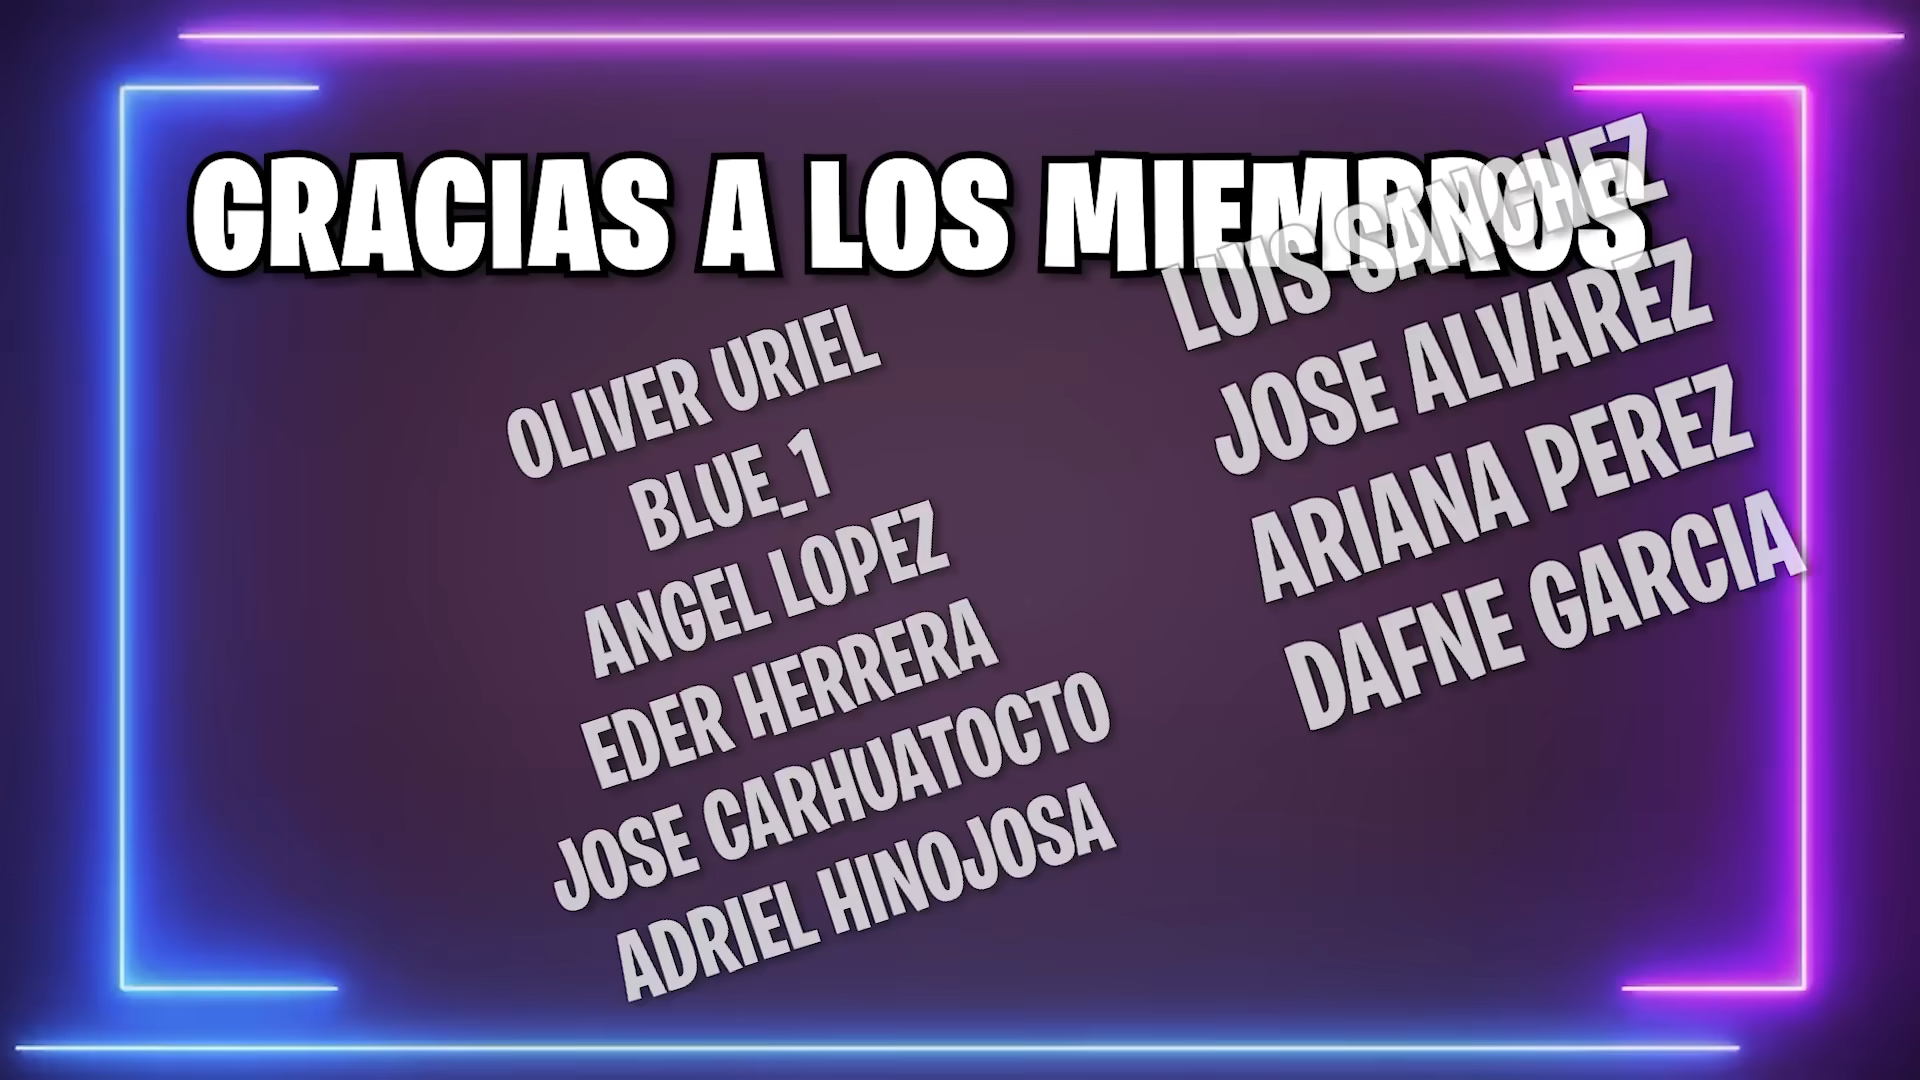 GRACIAS A LOS MIEMBROS
OLIVER URIEL
BLUE_1
ANGEL LOPEZ
EDER HERRERA
JOSE CARHUATOCTO
ADRIEL HINOJOSA
LUIS SANCHEZ
JOSE ALVAREZ
ARIANA PEREZ
DAFNE GARCIA